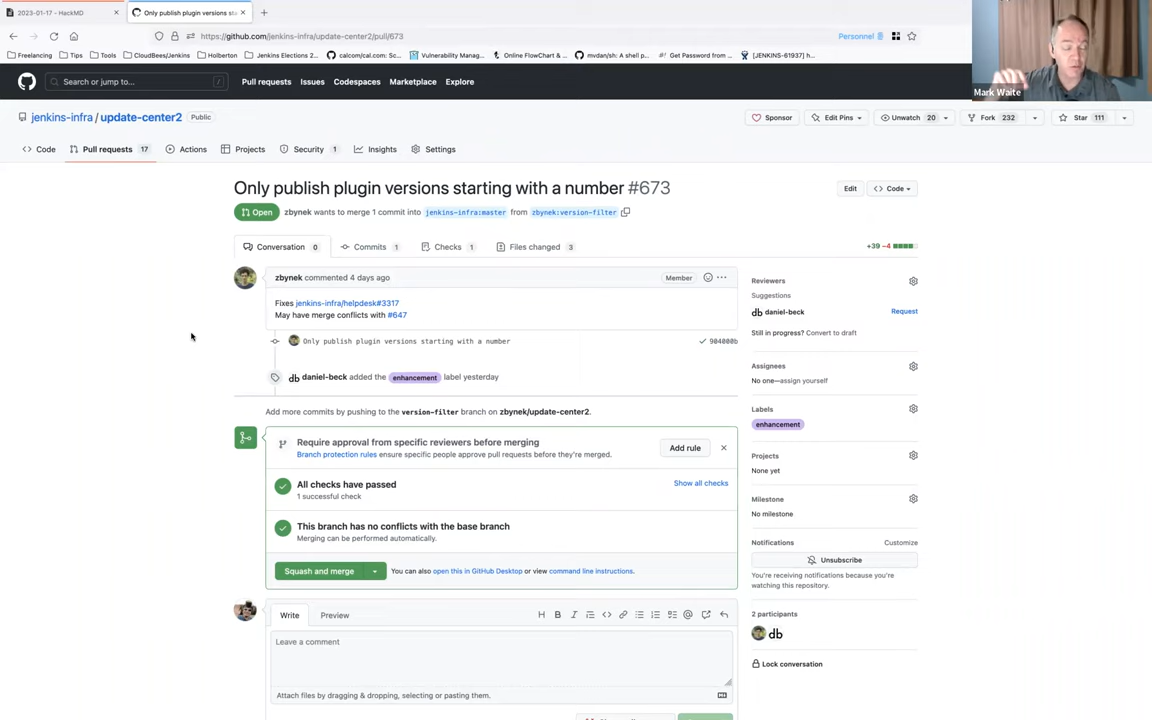 2023-01-17 - HackMD
Only publish plugin versions sta
https://github.com/jenkins-infra/update-center2/pull/673
Personnel
Freelancing
Tips
Tools
CloudBees/Jenkins
Holberton
Jenkins Elections 2...
calcom/cal.com: Sc...
Vulnerability Manag...
Online FlowChart & ...
mvdan/sh: A shell p...
Get Password from ...
[JENKINS-61937] h...
Mark Waite
Search or jump to...
/
Pull requests
Issues
Codespaces
Marketplace
Explore
jenkins-infra / update-center2 Public
Sponsor
Edit Pins
Unwatch 20
Fork 232
Star 111
Code
Pull requests 17
Actions
Projects
Security 1
Insights
Settings
Only publish plugin versions starting with a number #673
Edit
Code
Open zbynek wants to merge 1 commit into jenkins-infra:master from zbynek:version-filter
Conversation 0
Commits 1
Checks 1
Files changed 3
+39 −4
zbynek commented 4 days ago
Member
Fixes jenkins-infra/helpdesk#3317
May have merge conflicts with #647
Only publish plugin versions starting with a number
904000b
db daniel-beck added the enhancement label yesterday
Add more commits by pushing to the version-filter branch on zbynek/update-center2.
Require approval from specific reviewers before merging
Branch protection rules ensure specific people approve pull requests before they're merged.
Add rule
All checks have passed
1 successful check
Show all checks
This branch has no conflicts with the base branch
Merging can be performed automatically.
Squash and merge
You can also open this in GitHub Desktop or view command line instructions.
Write
Preview
Leave a comment
Attach files by dragging & dropping, selecting or pasting them.
Reviewers
Suggestions
db daniel-beck
Request
Still in progress? Convert to draft
Assignees
No one—assign yourself
Labels
enhancement
Projects
None yet
Milestone
No milestone
Notifications
Customize
Unsubscribe
You're receiving notifications because you're
watching this repository.
2 participants
db
Lock conversation